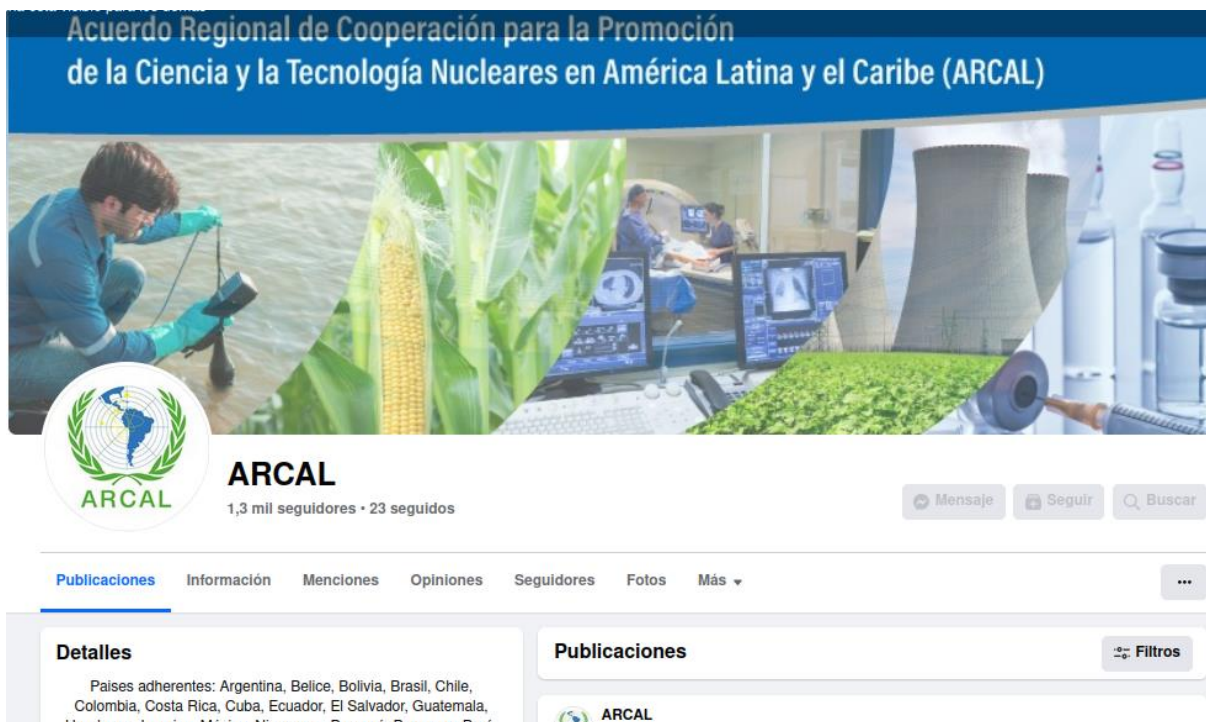 Acuerdo Regional de Cooperación para la Promoción
de la Ciencia y la Tecnología Nucleares en América Latina y el Caribe (ARCAL)
ARCAL
ARCAL
1,3 mil seguidores • 23 seguidos
Mensaje
Seguir
Buscar
Publicaciones Información Menciones Opiniones Seguidores Fotos Más
Detalles
Paises adherentes: Argentina, Belice, Bolivia, Brasil, Chile,
Colombia, Costa Rica, Cuba, Ecuador, El Salvador, Guatemala,
Publicaciones
Filtros
ARCAL